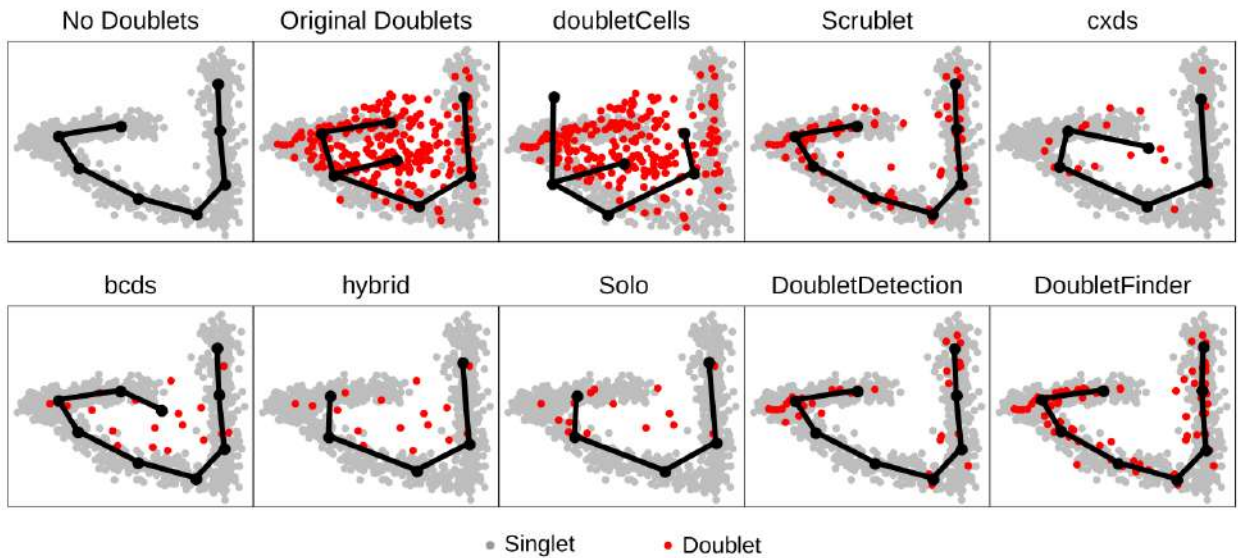 No Doublets Original Doublets doubletCells Scrublet cxds
bcds hybrid Solo DoubletDetection DoubletFinder
Singlet Doublet